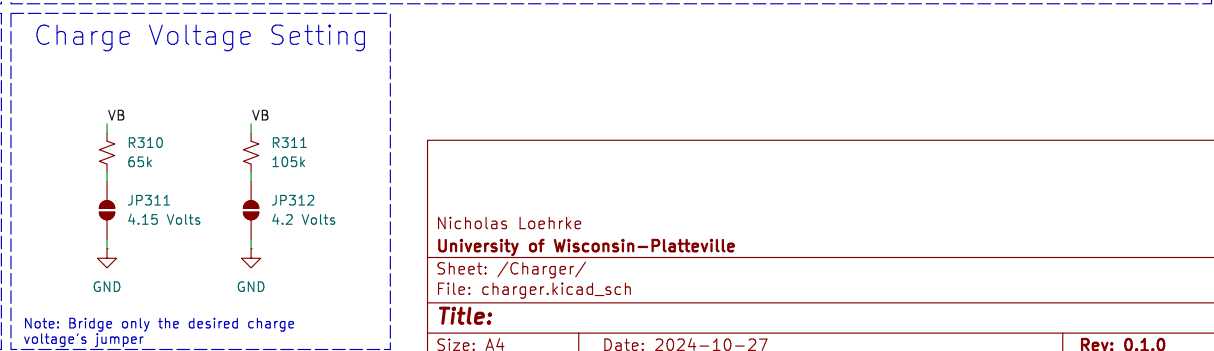 Charge Voltage Setting
VB
R310
65k
JP311
4.15 Volts
GND
VB
R311
105k
JP312
4.2 Volts
GND
Note: Bridge only the desired charge
voltage's jumper
Nicholas Loehrke
University of Wisconsin-Platteville
Sheet: /Charger/
File: charger.kicad_sch
Title:
Size: A4 Date: 2024-10-27 Rev: 0.1.0